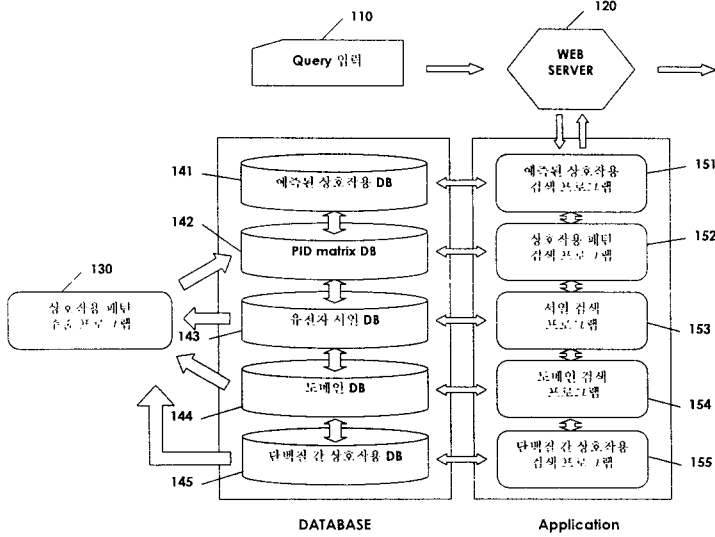 110
120
Query 입력
WEB
SERVER
141
예측된 상호작용 DB
예측된 상호작용
검색 프로그램
151
142
PID matrix DB
상호작용 패턴
검색 프로그램
152
130
상호작용 패턴
추출 프로그램
143
유전자 서열 DB
서열 검색
프로그램
153
144
도메인 DB
도메인 검색
프로그램
154
145
단백질 간 상호작용 DB
단백질 간 상호작용
검색 프로그램
155
DATABASE
Application